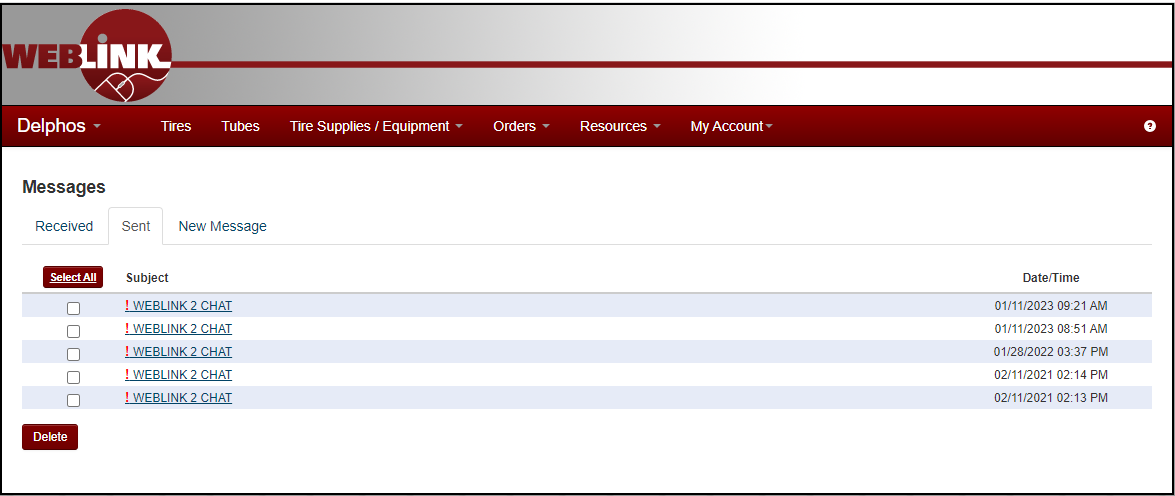 WEBLINK
Delphos Tires Tubes Tire Supplies / Equipment Orders Resources My Account ?
Messages
Received Sent New Message
Select All Subject Date/Time
! WEBLINK 2 CHAT 01/11/2023 09:21 AM
! WEBLINK 2 CHAT 01/11/2023 08:51 AM
! WEBLINK 2 CHAT 01/28/2022 03:37 PM
! WEBLINK 2 CHAT 02/11/2021 02:14 PM
! WEBLINK 2 CHAT 02/11/2021 02:13 PM
Delete